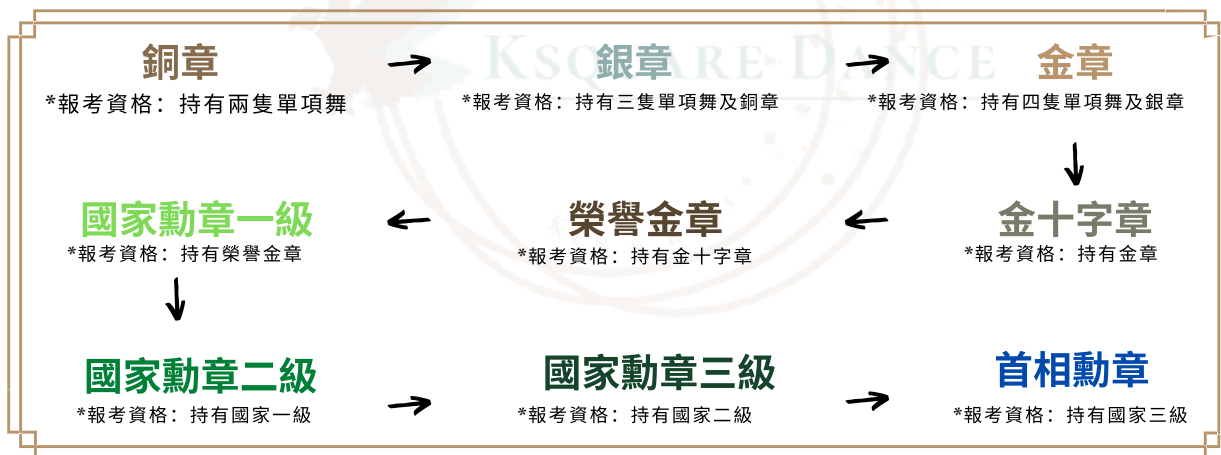 KSQUARE DANCE
銅章
*報考資格：持有兩隻單項舞
銀章
*報考資格：持有三隻單項舞及銅章
金章
*報考資格：持有四隻單項舞及銀章
金十字章
*報考資格：持有金章
榮譽金章
*報考資格：持有金十字章
國家勳章一級
*報考資格：持有榮譽金章
國家勳章二級
*報考資格：持有國家一級
國家勳章三級
*報考資格：持有國家二級
首相勳章
*報考資格：持有國家三級